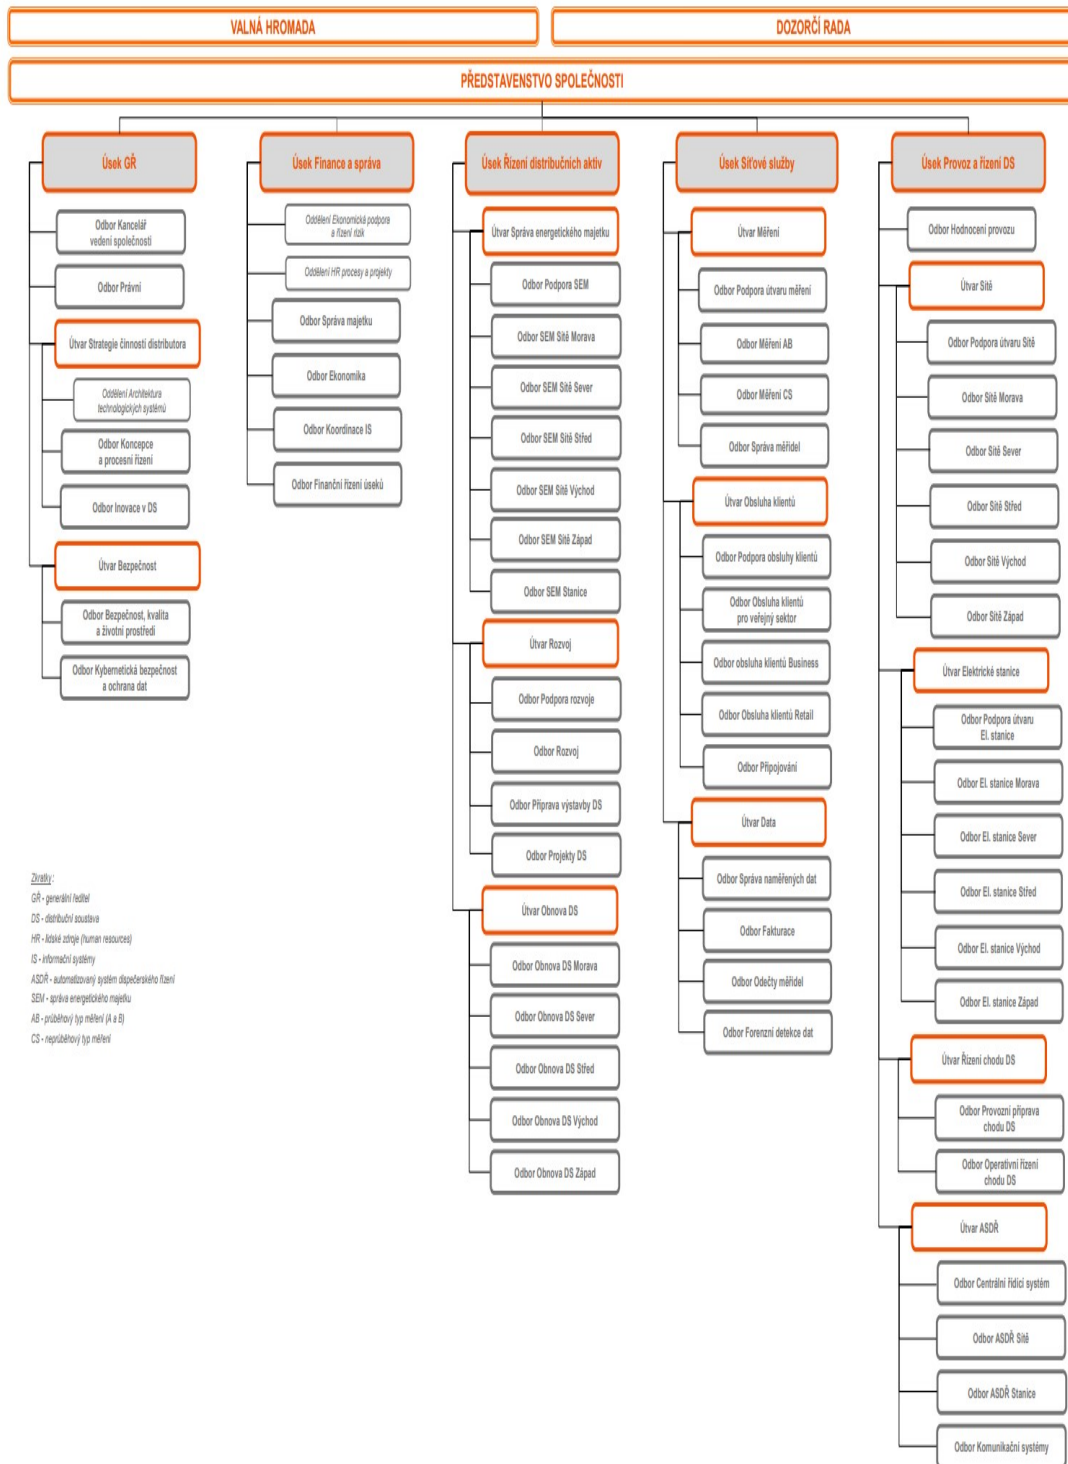 VALNÁ HROMADA
DOZORČÍ RADA
PŘEDSTAVENSTVO SPOLEČNOSTI
Úsek GŘ
Odbor Kancelář
vedení společnosti
Odbor Právní
Útvar Strategie činností distributora
Oddělení Architektura
technologických systémů
Odbor Koncepce
a procesní řízení
Odbor Inovace v DS
Útvar Bezpečnost
Odbor Bezpečnost, kvalita
a životní prostředí
Odbor Kybernetická bezpečnost
a ochrana dat
Úsek Finance a správa
Oddělení Ekonomická podpora
a řízení rizik
Oddělení HR procesy a projekty
Odbor Správa majetku
Odbor Ekonomika
Odbor Koordinace IS
Odbor Finanční řízení úseků
Úsek Řízení distribučních aktiv
Útvar Správa energetického majetku
Odbor Podpora SEM
Odbor SEM Sítě Morava
Odbor SEM Sítě Sever
Odbor SEM Sítě Střed
Odbor SEM Sítě Východ
Odbor SEM Sítě Západ
Odbor SEM Stanice
Útvar Rozvoj
Odbor Podpora rozvoje
Odbor Rozvoj
Odbor Příprava výstavby DS
Odbor Projekty DS
Útvar Obnova DS
Odbor Obnova DS Morava
Odbor Obnova DS Sever
Odbor Obnova DS Střed
Odbor Obnova DS Východ
Odbor Obnova DS Západ
Úsek Síťové služby
Útvar Měření
Odbor Podpora útvaru měření
Odbor Měření AB
Odbor Měření CS
Odbor Správa měřidel
Útvar Obsluha klientů
Odbor Podpora obsluhy klientů
Odbor Obsluha klientů
pro veřejný sektor
Odbor obsluha klientů Business
Odbor Obsluha klientů Retail
Odbor Připojování
Útvar Data
Odbor Správa naměřených dat
Odbor Fakturace
Odbor Odečty měřidel
Odbor Forenzní detekce dat
Úsek Provoz a řízení DS
Odbor Hodnocení provozu
Útvar Sítě
Odbor Podpora útvaru Sítě
Odbor Sítě Morava
Odbor Sítě Sever
Odbor Sítě Střed
Odbor Sítě Východ
Odbor Sítě Západ
Útvar Elektrické stanice
Odbor Podpora útvaru
El. stanice
Odbor El. stanice Morava
Odbor El. stanice Sever
Odbor El. stanice Střed
Odbor El. stanice Východ
Odbor El. stanice Západ
Útvar Řízení chodu DS
Odbor Provozní příprava
chodu DS
Odbor Operativní řízení
chodu DS
Útvar ASDŘ
Odbor Centrální řídicí systém
Odbor ASDŘ Sítě
Odbor ASDŘ Stanice
Odbor Komunikační systémy
Zkratky:
GŘ - generální ředitel
DS - distribuční soustava
HR - lidské zdroje (human resources)
IS - informační systémy
ASDŘ - automatizovaný systém dispečerského řízení
SEM - správa energetického majetku
AB - průběhový typ měření (A a B)
CS - neprůběhový typ měření